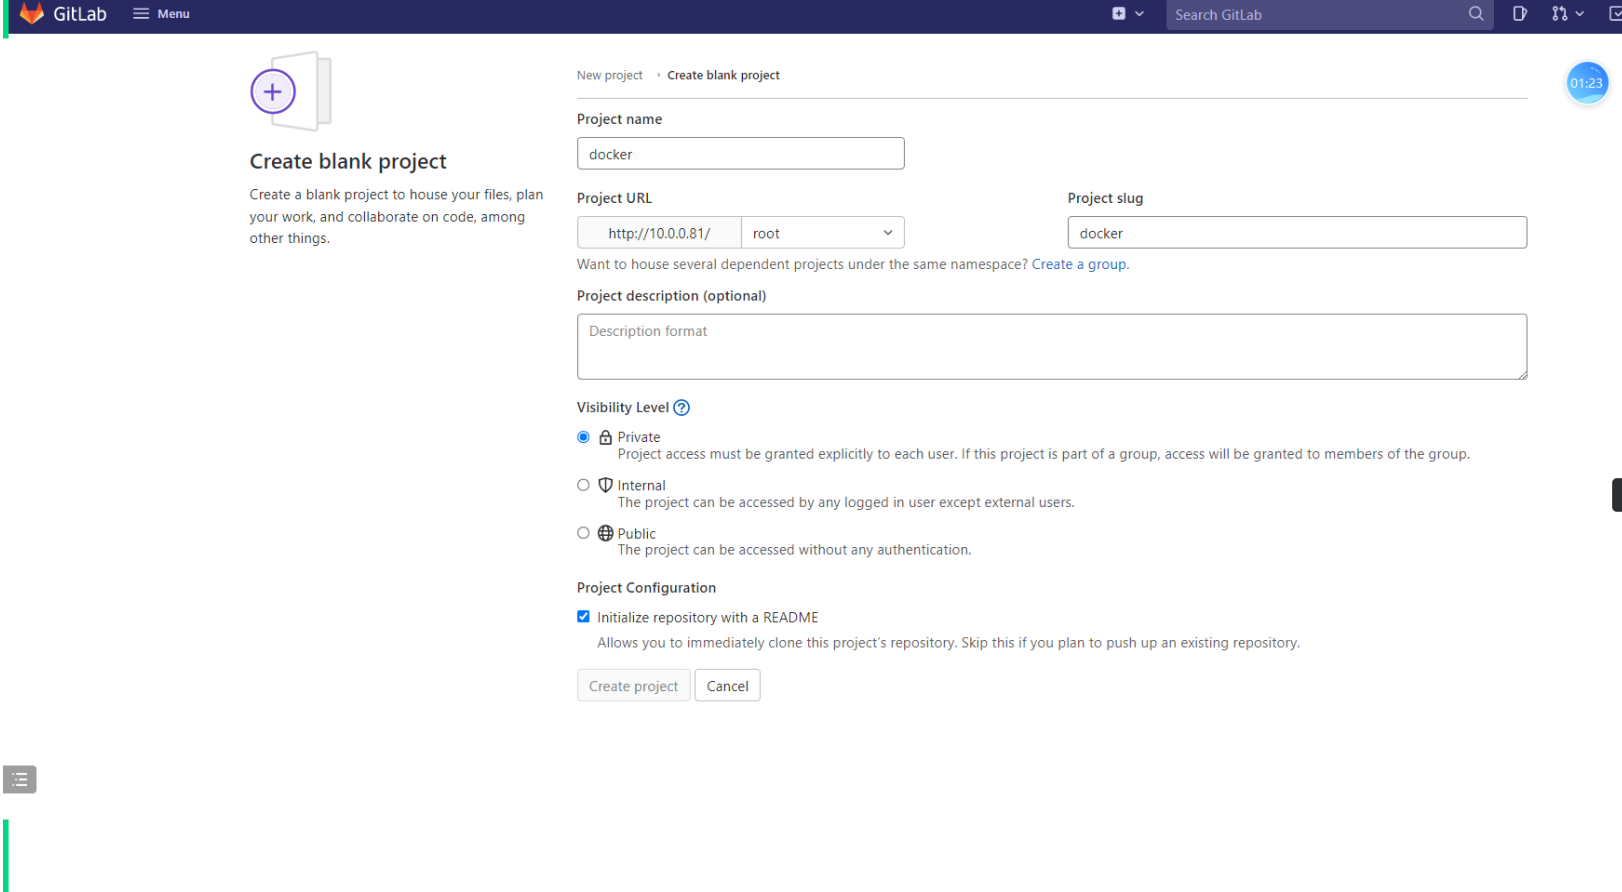 GitLab Menu Search GitLab
New project › Create blank project
01:23
Project name
docker
Create blank project
Create a blank project to house your files, plan
your work, and collaborate on code, among
other things.
Project URL Project slug
http://10.0.0.81/ root docker
Want to house several dependent projects under the same namespace? Create a group.
Project description (optional)
Description format
Visibility Level
Private
Project access must be granted explicitly to each user. If this project is part of a group, access will be granted to members of the group.
Internal
The project can be accessed by any logged in user except external users.
Public
The project can be accessed without any authentication.
Project Configuration
Initialize repository with a README
Allows you to immediately clone this project's repository. Skip this if you plan to push up an existing repository.
Create project Cancel